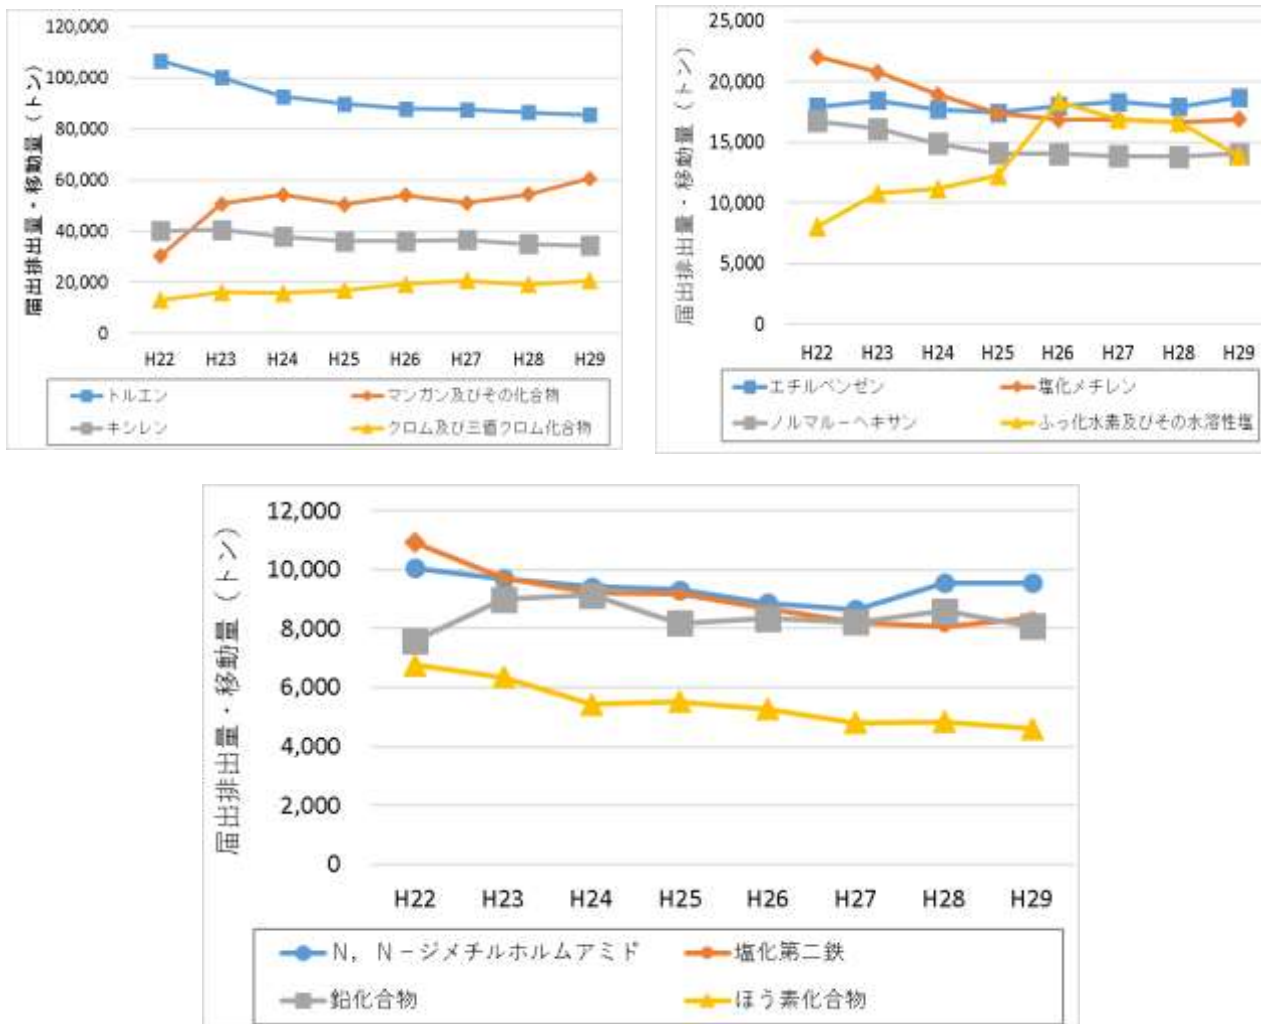 届出排出量・移動量（トン）
120,000
100,000
80,000
60,000
40,000
20,000
0
H22 H23 H24 H25 H26 H27 H28 H29
トルエン マンガン及びその化合物
キシレン クロム及び三価クロム化合物
届出排出量・移動量（トン）
25,000
20,000
15,000
10,000
5,000
0
H22 H23 H24 H25 H26 H27 H28 H29
エチルベンゼン 塩化メチレン
ノルマルーヘキサン ふっ化水素及びその水溶性塩
届出排出量・移動量（トン）
12,000
10,000
8,000
6,000
4,000
2,000
0
H22 H23 H24 H25 H26 H27 H28 H29
N，N－ジメチルホルムアミド 塩化第二鉄
鉛化合物 ほう素化合物